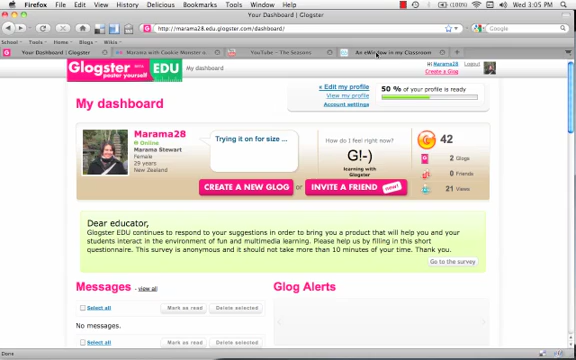 Firefox File Edit View History Bookmarks Tools Window Help (100%) Wed 3:05 PM
Your Dashboard | Glogster
http://marama28.edu.glogster.com/dashboard/
Google
School Tools Home Blogs Wikis
Your Dashboard | Glogster Marama with Cookie Monster o... YouTube - The Seasons An eWindow in my Classroom
Glogster EDU
poster yourself
My dashboard
Hi Marama28 Logout
Create a Glog
My dashboard
Edit my profile
View my profile
Account settings
50 % of your profile is ready
Marama28
Online
Marama Stewart
Female
29 years
New Zealand
Trying it on for size ...
How do I feel right now?
G!-)
learning with
Glogster
42
2 Glogs
0 Friends
21 Views
CREATE A NEW GLOG or INVITE A FRIEND new!
Dear educator,
Glogster EDU continues to respond to your suggestions in order to bring you a product that will help you and your
students interact in the environment of fun and multimedia learning. Please help us by filling in this short
questionnaire. This survey is anonymous and it should not take more than 10 minutes of your time. Thank you.
Go to the survey
Messages - view all
Glog Alerts
Select all Mark as read Delete selected
No messages.
Select all Mark as read Delete selected
Done